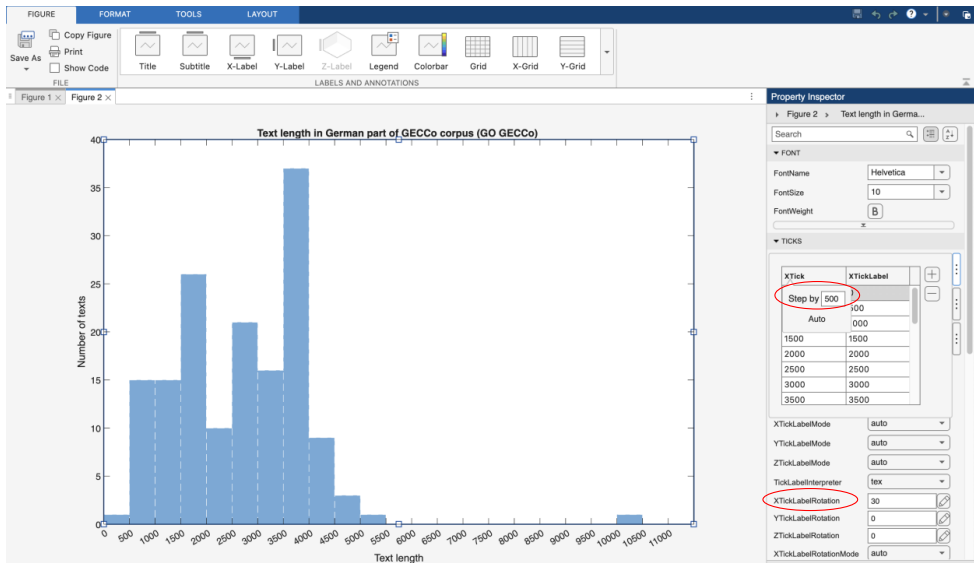 FIGURE FORMAT TOOLS LAYOUT
Save As
Copy Figure
Print
Show Code
FILE
Title Subtitle X-Label Y-Label Z-Label Legend Colorbar Grid X-Grid Y-Grid
LABELS AND ANNOTATIONS
Figure 1 × Figure 2 ×
Text length in German part of GECCo corpus (GO GECCo)
40
35
30
25
20
15
10
5
0
Number of texts
0 500 1000 1500 2000 2500 3000 3500 4000 4500 5000 5500 6000 6500 7000 7500 8000 8500 9000 9500 10000 10500 11000
Text length
Property Inspector
Figure 2 Text length in Germa...
Search
FONT
FontName Helvetica
FontSize 10
FontWeight B
TICKS
XTick XTickLabel
Step by 500
Auto
1500 1500
2000 2000
2500 2500
3000 3000
3500 3500
XTickLabelMode auto
YTickLabelMode auto
ZTickLabelMode auto
TickLabelInterpreter tex
XTickLabelRotation 30
YTickLabelRotation 0
ZTickLabelRotation 0
XTickLabelRotationMode auto